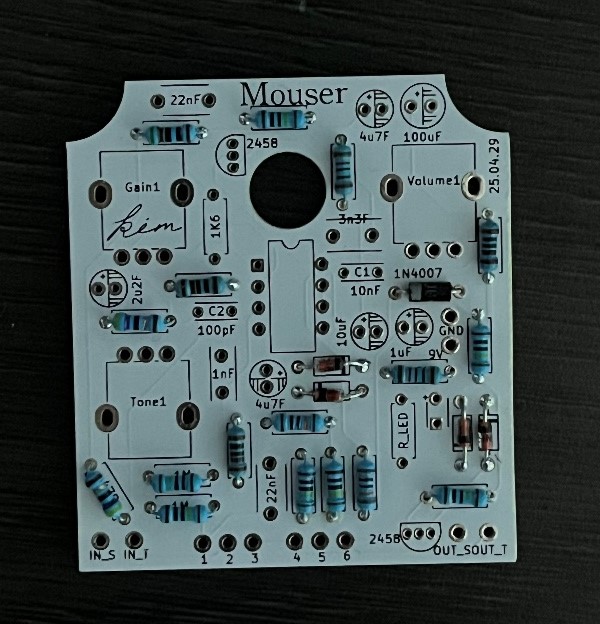 Mouser
22nF
4u7F
100uF
2458
25.04.29
Gain1
Volume1
kim
1K6
3n3F
C1
10nF
1N4007
2u2F
C2
100pF
10uF
GND
1uF
9V
1nF
4u7F
Tone1
R_LED
22nF
2458
IN_S
IN_T
1
2
3
4
5
6
OUT_S
OUT_T